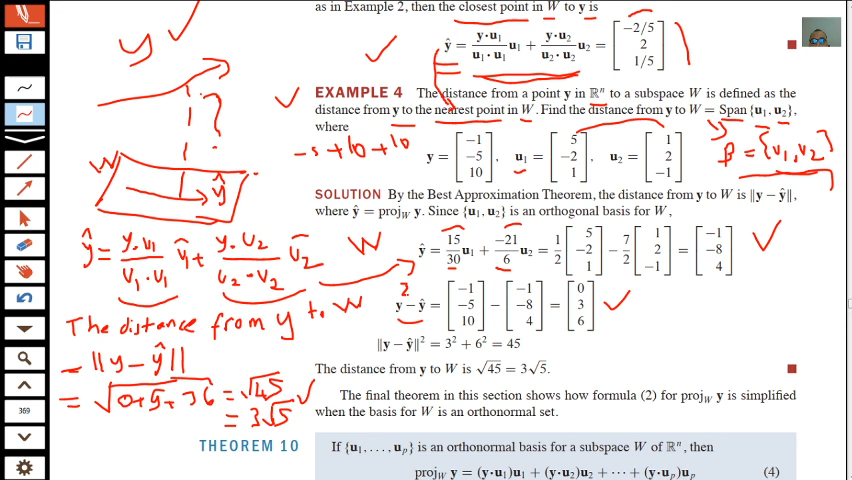 as in Example 2, then the closest point in W to y is
ŷ = y·u₁/u₁·u₁ u₁ + y·u₂/u₂·u₂ u₂ = [−2/5 2 1/5]
y
EXAMPLE 4 The distance from a point y in ℝⁿ to a subspace W is defined as the
distance from y to the nearest point in W. Find the distance from y to W = Span {u₁, u₂},
where
-5 + 10 + 10
y = [−1 −5 10], u₁ = [5 −2 1], u₂ = [1 2 −1]
β = {v₁, v₂}
?
W
ŷ
SOLUTION By the Best Approximation Theorem, the distance from y to W is ‖y − ŷ‖,
where ŷ = projW y. Since {u₁, u₂} is an orthogonal basis for W,
ŷ = y·v₁/v₁·v₁ v₁ + y·v₂/v₂·v₂ v₂
W
ŷ = 15/30 u₁ + −21/6 u₂ = 1/2 [5 −2 1] − 7/2 [1 2 −1] = [−1 −8 4]
y − ŷ = [−1 −5 10] − [−1 −8 4] = [0 3 6]
The distance from y to W
‖y − ŷ‖² = 3² + 6² = 45
= ‖y − ŷ‖
The distance from y to W is √45 = 3√5.
= √0+9+36 = √45
= 3√5
The final theorem in this section shows how formula (2) for projW y is simplified
when the basis for W is an orthonormal set.
THEOREM 10
If {u₁, . . . , uₚ} is an orthonormal basis for a subspace W of ℝⁿ, then
projW y = (y·u₁)u₁ + (y·u₂)u₂ + ··· + (y·uₚ)uₚ (4)
369